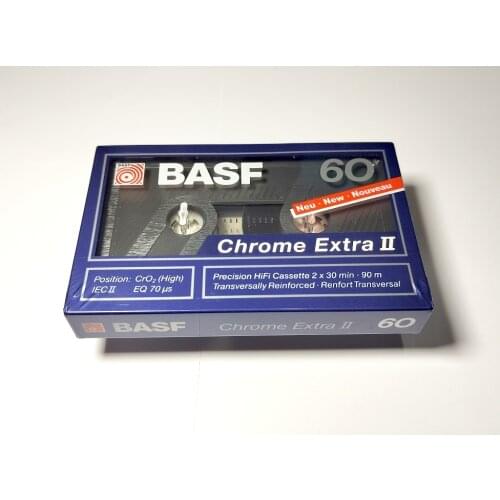 BASF 60
Neu · New · Nouveau
Chrome Extra II
Position: CrO₂ (High)
IEC II EQ 70 µs
Precision HiFi Cassette 2 x 30 min · 90 m
Transversally Reinforced · Renfort Transversal
BASF Chrome Extra II 60